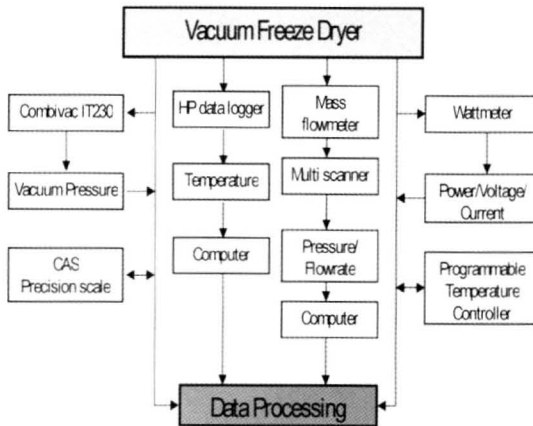 Vacuum Freeze Dryer
Combivac IT230
Vacuum Pressure
CAS
Precision scale
HP data logger
Temperature
Computer
Mass
flowmeter
Multi scanner
Pressure/
Flowrate
Computer
Wattmeter
Power/Voltage/
Current
Programmable
Temperature
Controller
Data Processing